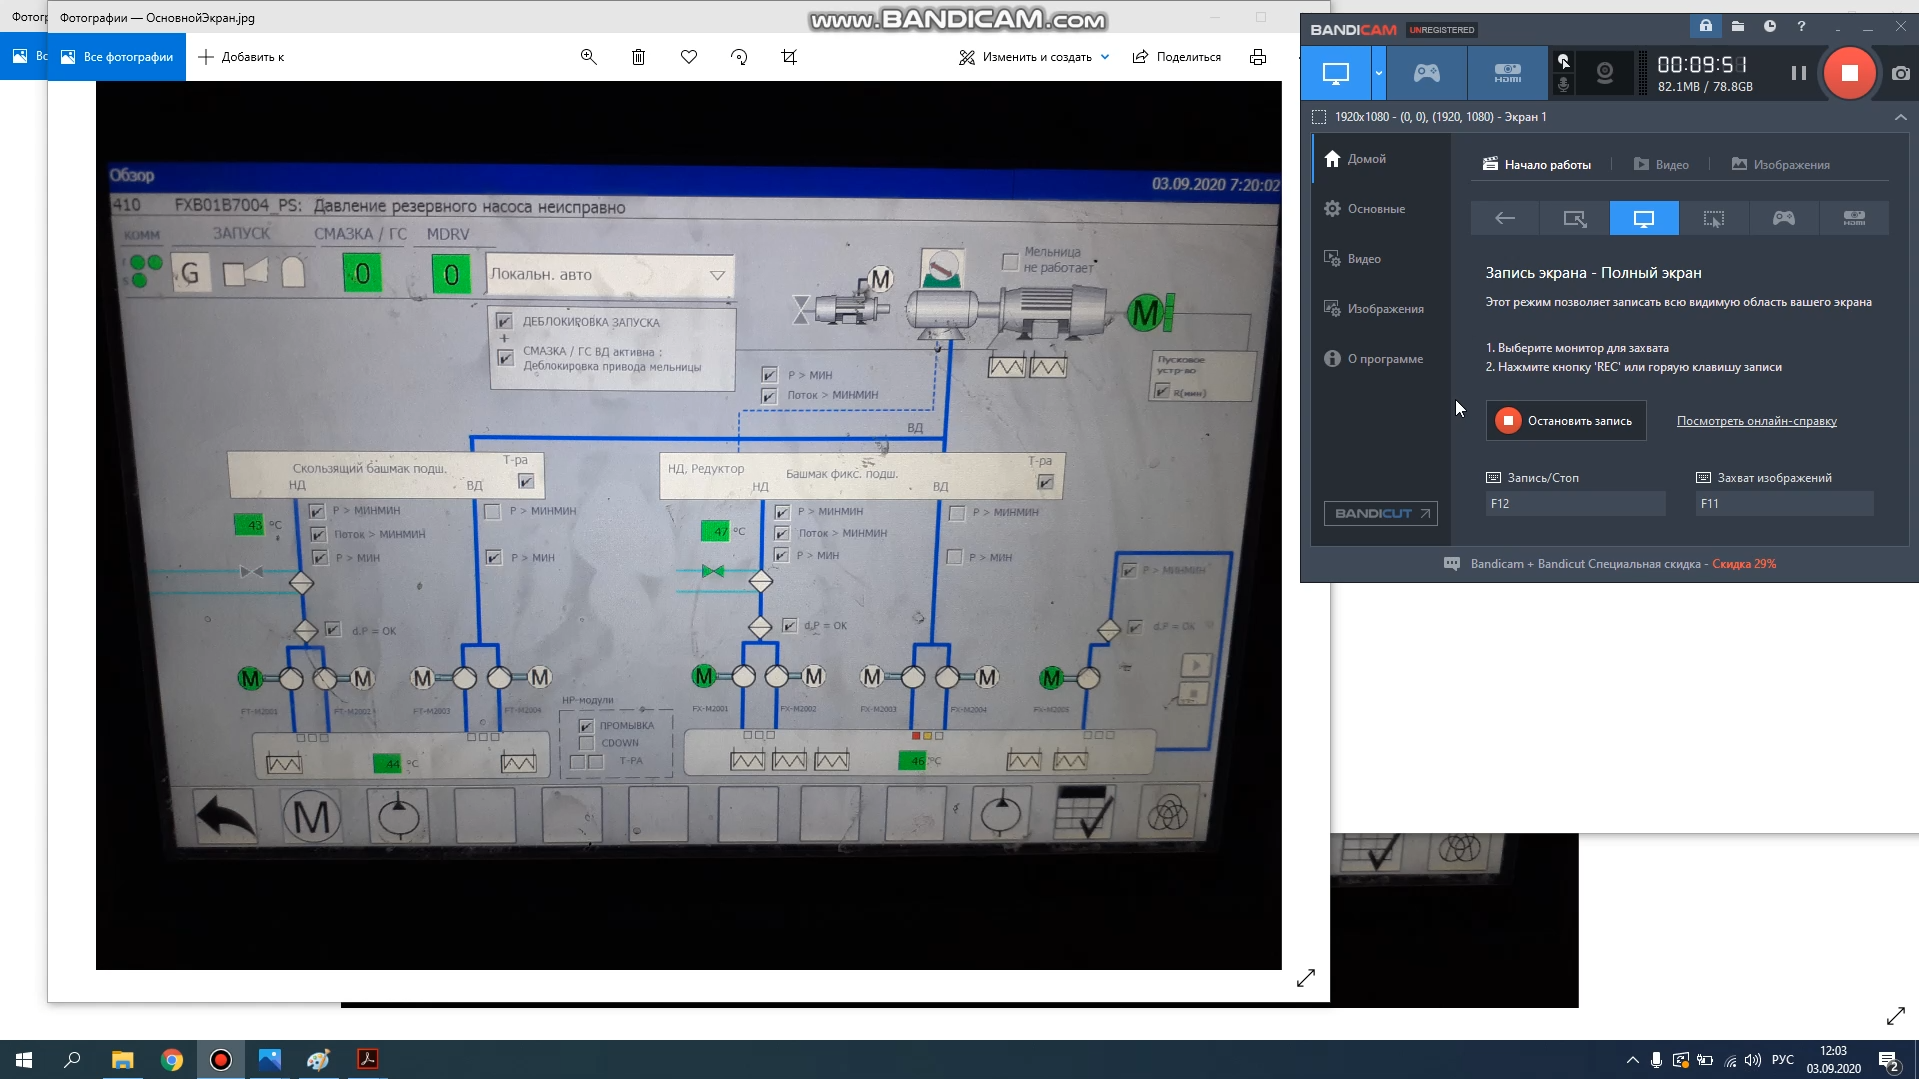 Фотог
Фотографии — ОсновнойЭкран.jpg
www.BANDICAM.com
Вс
Все фотографии
Добавить к
Изменить и создать
Поделиться
Обзор
03.09.2020 7:20:02
410 FXB01B7004_PS: Давление резервного насоса неисправно
КОММ ЗАПУСК СМАЗКА / ГС MDRV
G 0 0 Локальн. авто
M
Мельница
не работает
M
ДЕБЛОКИРОВКА ЗАПУСКА
+
СМАЗКА / ГС ВД активна :
Деблокировка привода мельницы
P > МИН
Поток > МИНМИН
Пусковое
устр-во
R(мин)
ВД
Скользящий башмак подш.
Т-ра
НД
ВД
НД, Редуктор
Башмак фикс. подш.
Т-ра
НД
ВД
43 °C
P > МИНМИН
Поток > МИНМИН
P > МИН
P > МИНМИН
P > МИН
47 °C
P > МИНМИН
Поток > МИНМИН
P > МИН
P > МИНМИН
P > МИН
P > МИНМИН
d.P = OK
d.P = OK
d.P = OK
M M M M M M M M M
FT-M2001 FT-M2002 FT-M2003 FT-M2004
FX-M2001 FX-M2002 FX-M2003 FX-M2004 FX-M2005
HP-модули
ПРОМЫВКА
CDOWN
Т-РА
44 °C
46 °C
M
BANDICAM UNREGISTERED
HDMI
00:09:51
82.1MB / 78.8GB
1920x1080 - (0, 0), (1920, 1080) - Экран 1
Домой
Основные
Видео
Изображения
О программе
BANDICUT
Начало работы
Видео
Изображения
HDMI
Запись экрана - Полный экран
Этот режим позволяет записать всю видимую область вашего экрана
1. Выберите монитор для захвата
2. Нажмите кнопку 'REC' или горяую клавишу записи
Остановить запись
Посмотреть онлайн-справку
Запись/Стоп
F12
Захват изображений
F11
Bandicam + Bandicut Специальная скидка - Скидка 29%
РУС
12:03
03.09.2020
2